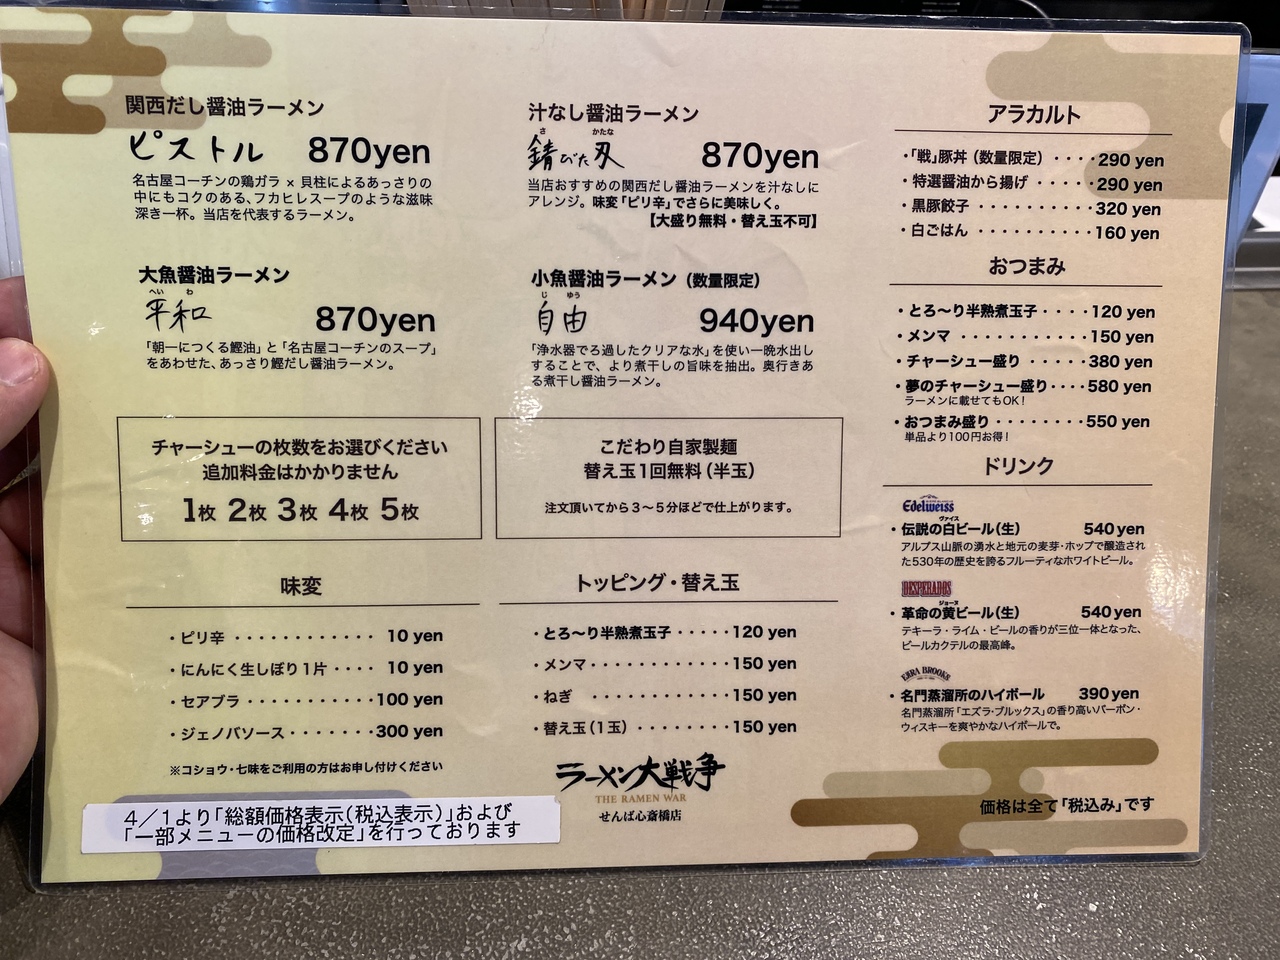 関西だし醤油ラーメン
ピストル 870yen
名古屋コーチンの鶏ガラ × 貝柱によるあっさりの
中にもコクのある、フカヒレスープのような滋味
深き一杯。当店を代表するラーメン。
汁なし醤油ラーメン
さ かたな
錆びた刃 870yen
当店おすすめの関西だし醤油ラーメンを汁なしに
アレンジ。味変「ピリ辛」でさらに美味しく。
【大盛り無料・替え玉不可】
大魚醤油ラーメン
へい わ
平和 870yen
「朝一につくる鰹油」と「名古屋コーチンのスープ」
をあわせた、あっさり鰹だし醤油ラーメン。
小魚醤油ラーメン（数量限定）
じ ゆう
自由 940yen
「浄水器でろ過したクリアな水」を使い一晩水出し
することで、より煮干しの旨味を抽出。奥行きあ
る煮干し醤油ラーメン。
チャーシューの枚数をお選びください
追加料金はかかりません
1枚 2枚 3枚 4枚 5枚
こだわり自家製麺
替え玉1回無料（半玉）
注文頂いてから３〜５分ほどで仕上がります。
味変
・ピリ辛 ・・・・・・・・・・・・ 10 yen
・にんにく生しぼり１片 ・・・・ 10 yen
・セアブラ ・・・・・・・・・・100 yen
・ジェノバソース ・・・・・・・300 yen
※コショウ・七味をご利用の方はお申し付けください
トッピング・替え玉
・とろ〜り半熟煮玉子 ・・・・・120 yen
・メンマ・・・・・・・・・・・・150 yen
・ねぎ ・・・・・・・・・・・・150 yen
・替え玉（１玉）・・・・・・・・150 yen
ラーメン大戦争
THE RAMEN WAR
せんば心斎橋店
4／1より「総額価格表示（税込表示）」および
「一部メニューの価格改定」を行っております
アラカルト
・「戦」豚丼（数量限定） ・・・・290 yen
・特選醤油から揚げ ・・・・・290 yen
・黒豚餃子 ・・・・・・・・・・320 yen
・白ごはん ・・・・・・・・・・160 yen
おつまみ
・とろ〜り半熟煮玉子・・・・120 yen
・メンマ ・・・・・・・・・・・150 yen
・チャーシュー盛り ・・・・・・380 yen
・夢のチャーシュー盛り・・・・580 yen
ラーメンに載せてもOK！
・おつまみ盛り ・・・・・・・・550 yen
単品より100円お得！
ドリンク
Edelweiss
ヴァイス
・伝説の白ビール（生） 540 yen
アルプス山脈の湧水と地元の麦芽・ホップで醸造され
た530年の歴史を誇るフルーティなホワイトビール。
DESPERADOS
ジョーヌ
・革命の黄ビール（生） 540 yen
テキーラ・ライム・ビールの香りが三位一体となった、
ビールカクテルの最高峰。
EZRA BROOKS
・名門蒸溜所のハイボール 390 yen
名門蒸溜所「エズラ・ブルックス」の香り高いバーボン・
ウィスキーを爽やかなハイボールで。
価格は全て「税込み」です